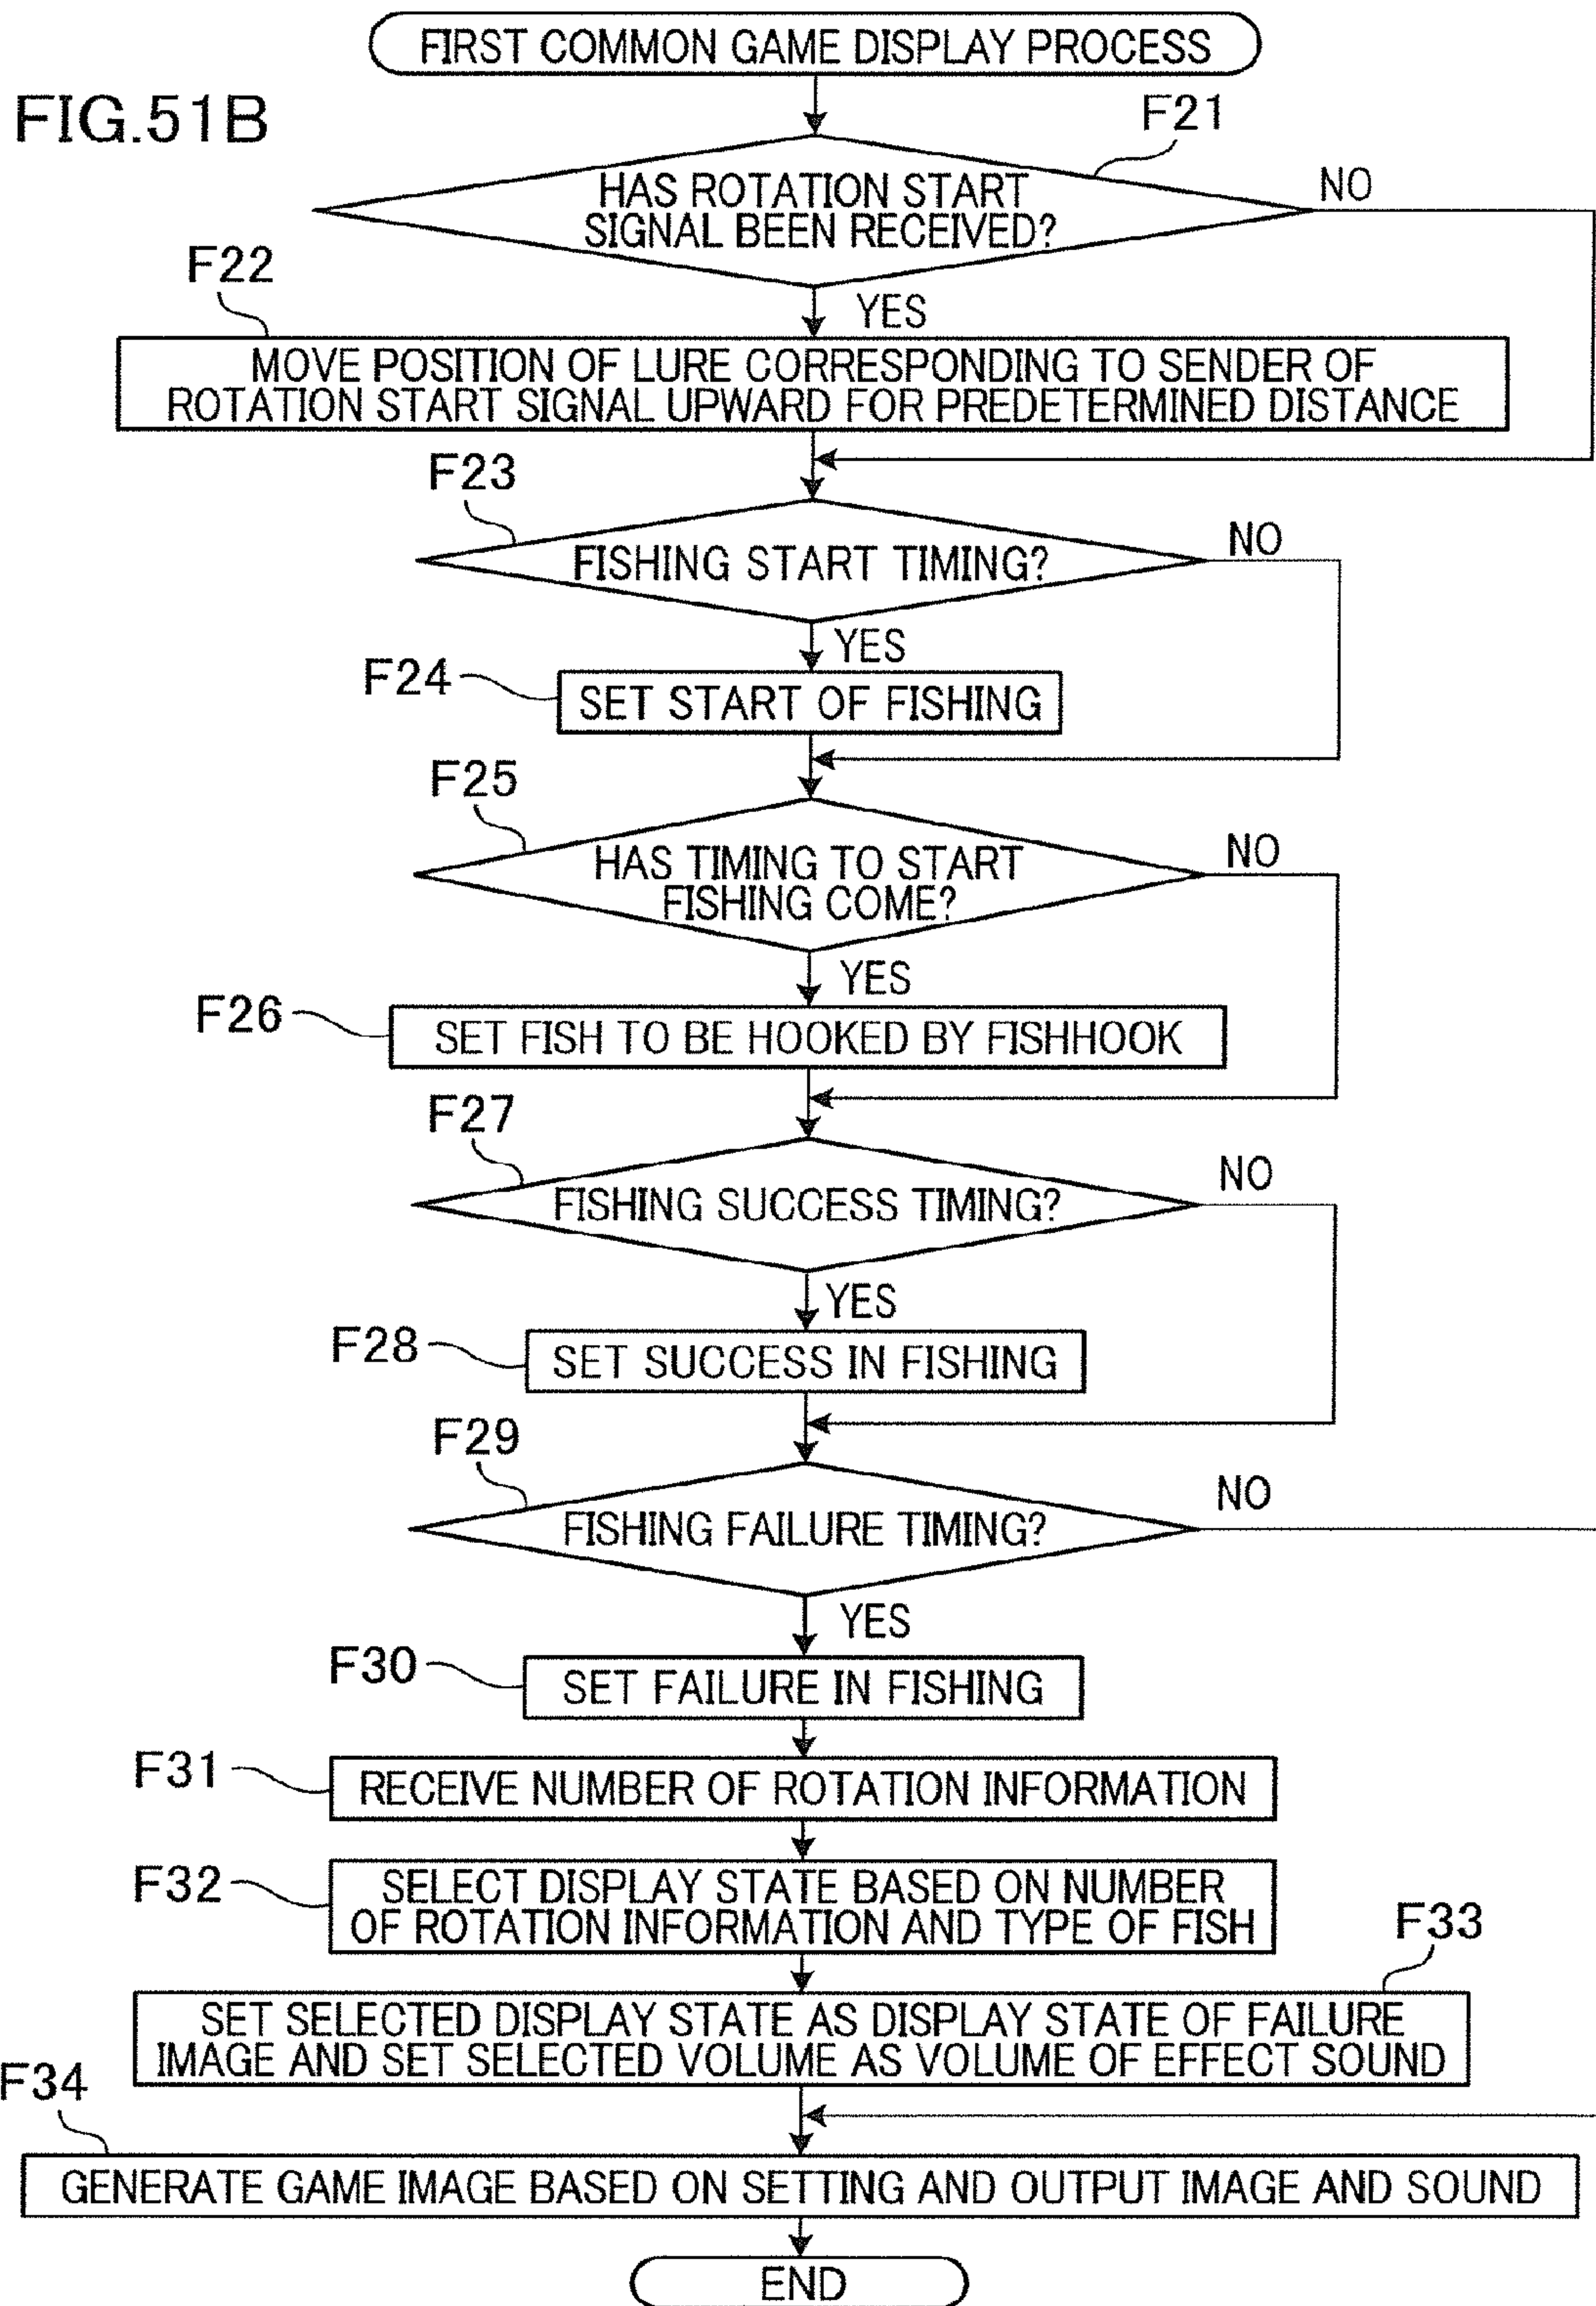 FIRST COMMON GAME DISPLAY PROCESS
FIG.51B
F21
HAS ROTATION START
SIGNAL BEEN RECEIVED?
NO
F22
YES
MOVE POSITION OF LURE CORRESPONDING TO SENDER OF
ROTATION START SIGNAL UPWARD FOR PREDETERMINED DISTANCE
F23
FISHING START TIMING?
NO
YES
F24
SET START OF FISHING
F25
HAS TIMING TO START
FISHING COME?
NO
YES
F26
SET FISH TO BE HOOKED BY FISHHOOK
F27
FISHING SUCCESS TIMING?
NO
YES
F28
SET SUCCESS IN FISHING
F29
FISHING FAILURE TIMING?
NO
YES
F30
SET FAILURE IN FISHING
F31
RECEIVE NUMBER OF ROTATION INFORMATION
F32
SELECT DISPLAY STATE BASED ON NUMBER
OF ROTATION INFORMATION AND TYPE OF FISH
F33
SET SELECTED DISPLAY STATE AS DISPLAY STATE OF FAILURE
IMAGE AND SET SELECTED VOLUME AS VOLUME OF EFFECT SOUND
F34
GENERATE GAME IMAGE BASED ON SETTING AND OUTPUT IMAGE AND SOUND
END